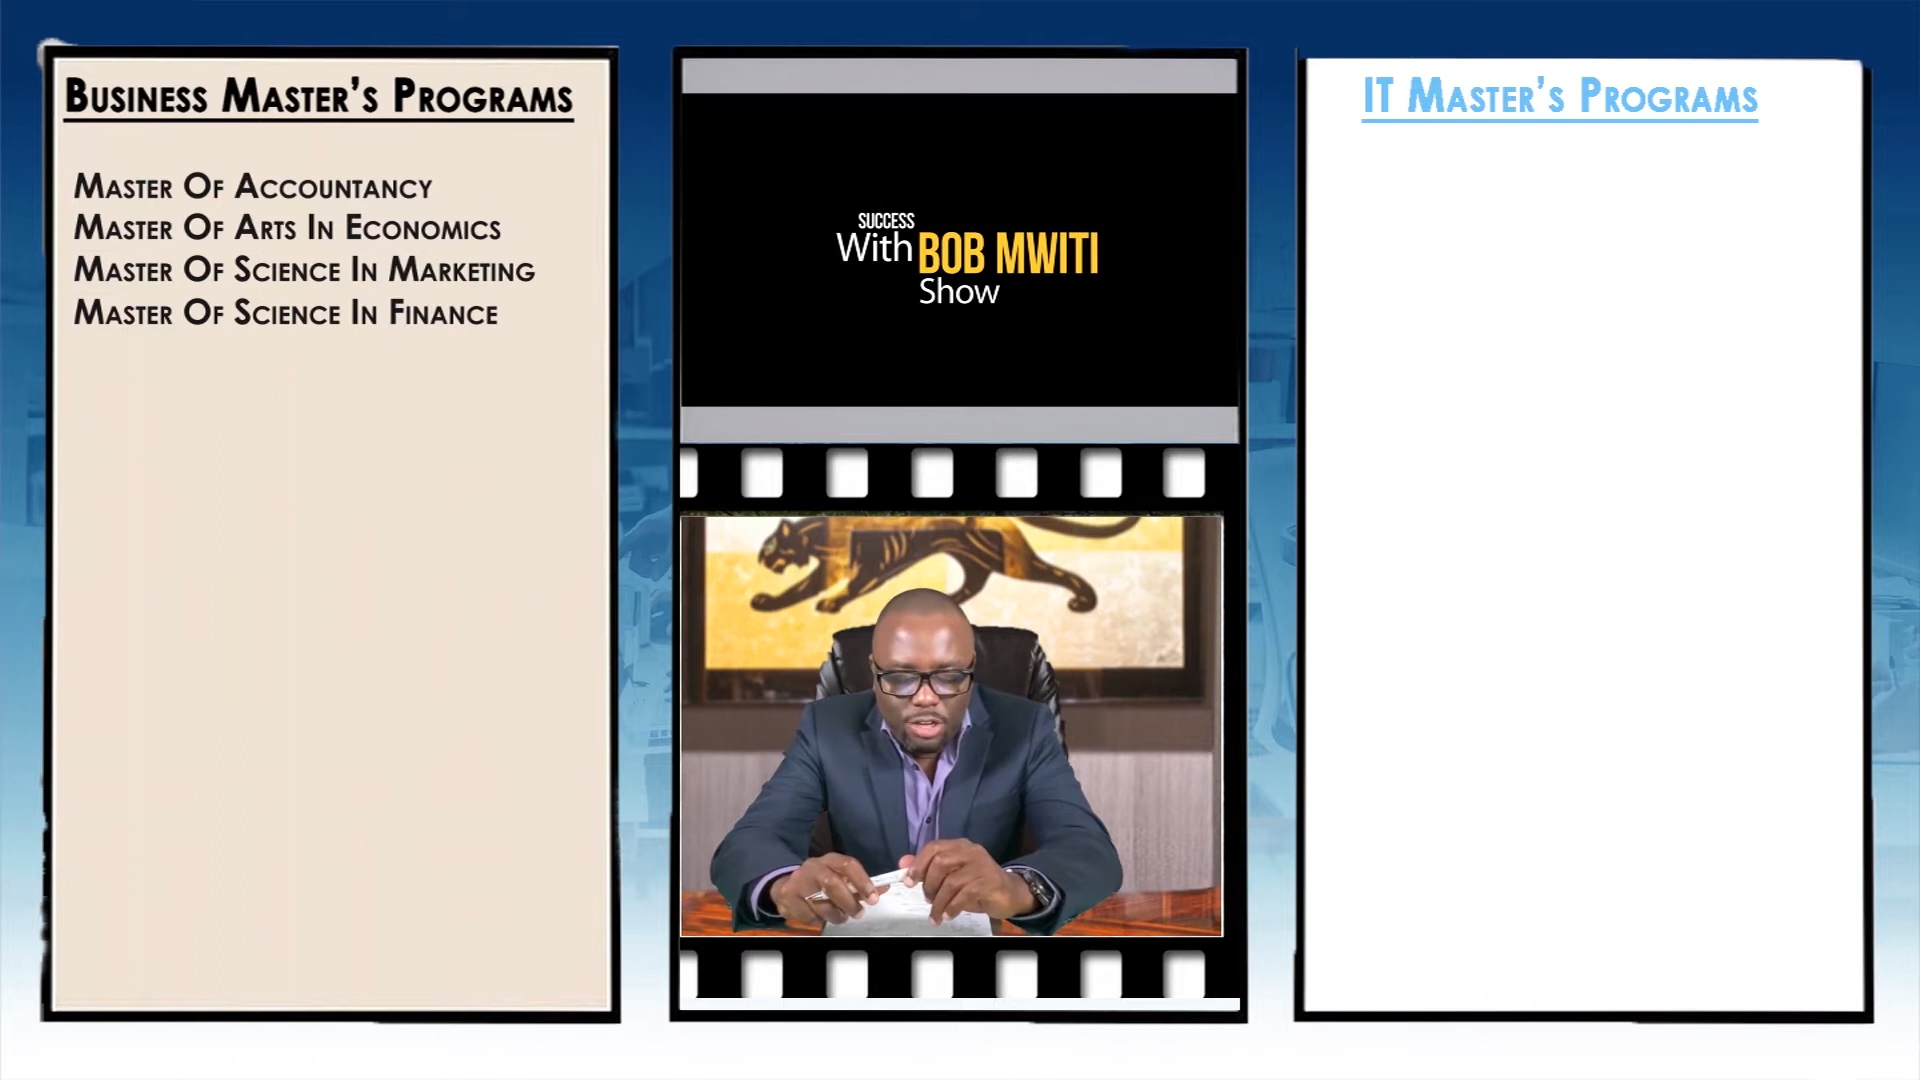 Business Master's Programs
Master Of Accountancy
Master Of Arts In Economics
Master Of Science In Marketing
Master Of Science In Finance
SUCCESS
With BOB MWITI
Show
IT Master's Programs